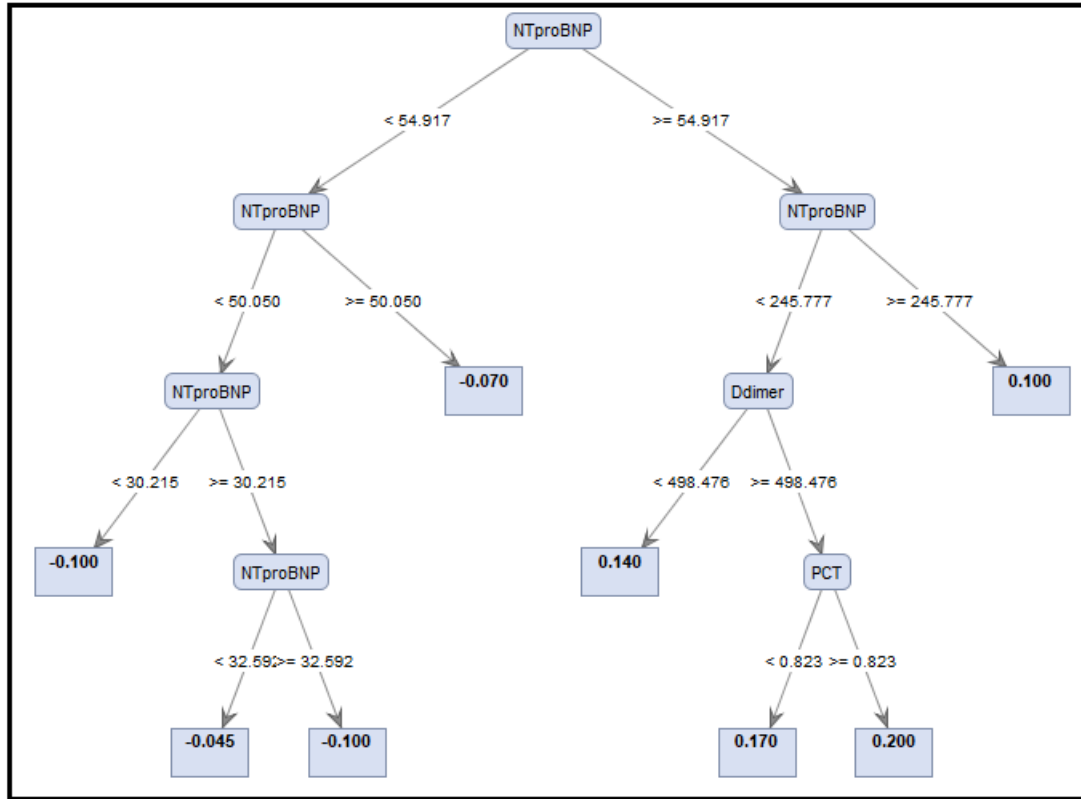 NTproBNP
< 54.917 >= 54.917
NTproBNP NTproBNP
< 50.050 >= 50.050 < 245.777 >= 245.777
NTproBNP -0.070 Ddimer 0.100
< 30.215 >= 30.215 < 498.476 >= 498.476
-0.100 NTproBNP 0.140 PCT
< 32.592 >= 32.592 < 0.823 >= 0.823
-0.045 -0.100 0.170 0.200